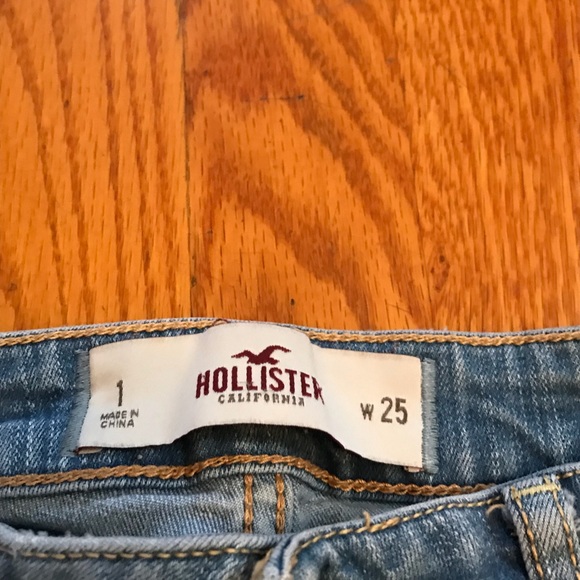 1
MADE IN
CHINA
HOLLISTER
CALIFORNIA
W 25